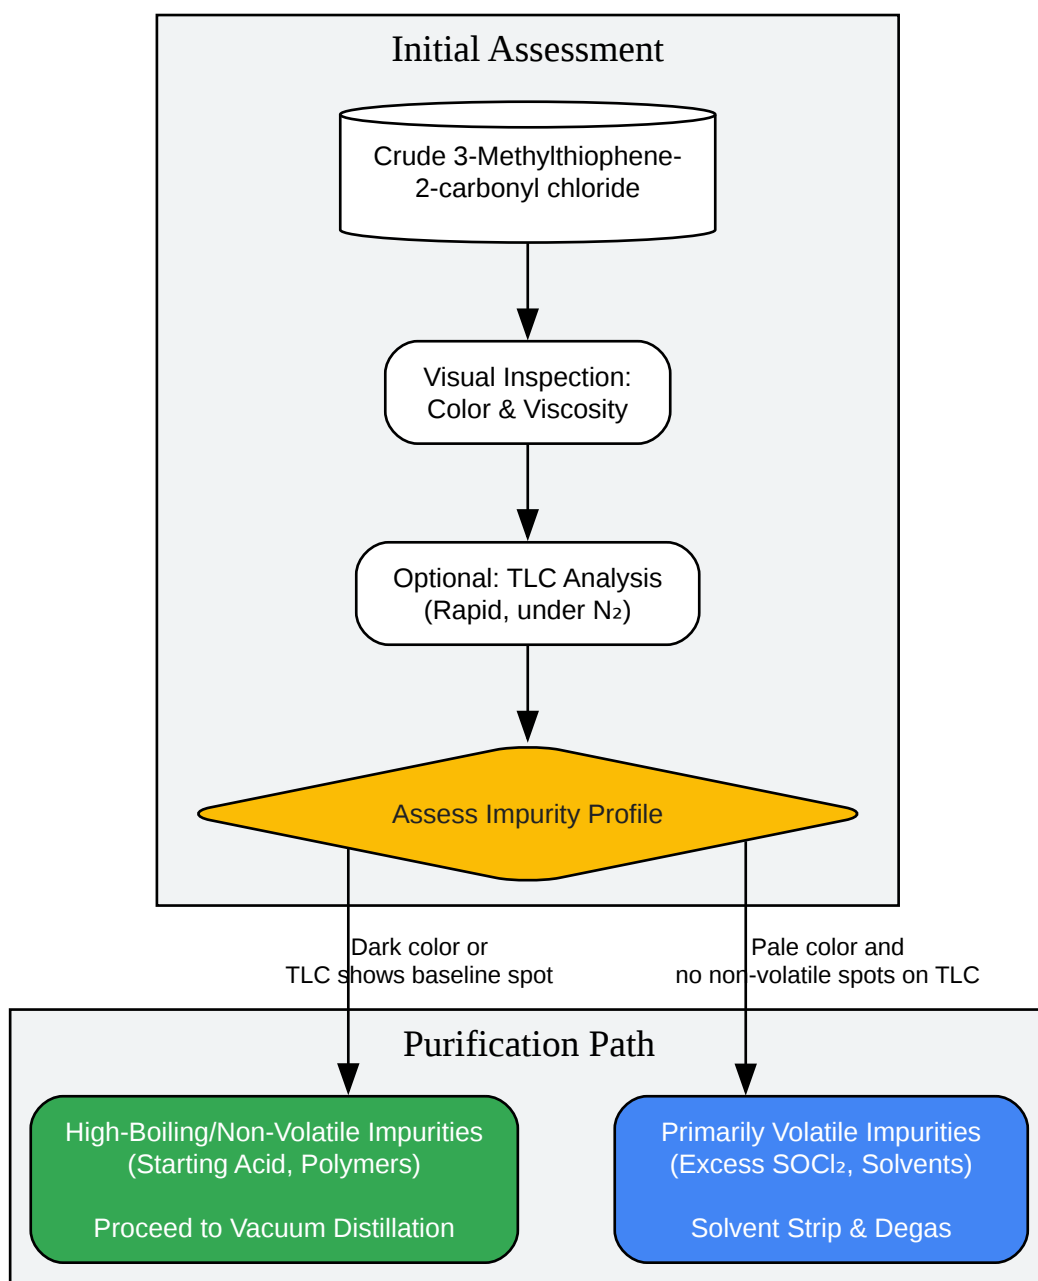 Initial Assessment
Crude 3-Methylthiophene-
2-carbonyl chloride
Visual Inspection:
Color & Viscosity
Optional: TLC Analysis
(Rapid, under N₂)
Assess Impurity Profile
Dark color or
TLC shows baseline spot
Pale color and
no non-volatile spots on TLC
Purification Path
High-Boiling/Non-Volatile Impurities
(Starting Acid, Polymers)
Proceed to Vacuum Distillation
Primarily Volatile Impurities
(Excess SOCl₂, Solvents)
Solvent Strip & Degas